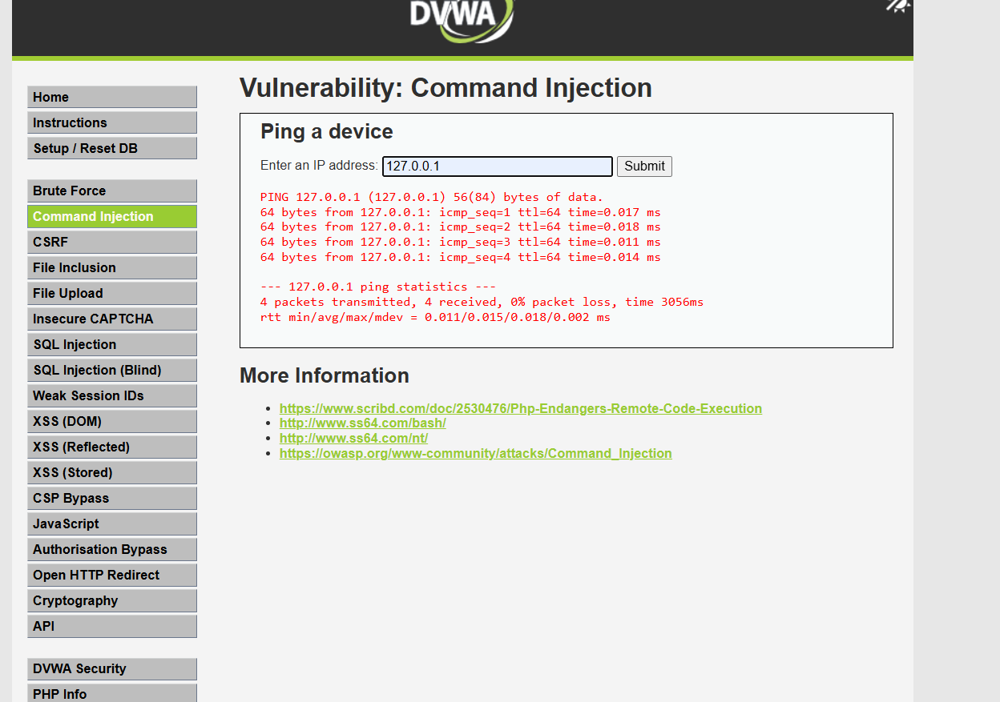 DVWA
Home
Instructions
Setup / Reset DB
Brute Force
Command Injection
CSRF
File Inclusion
File Upload
Insecure CAPTCHA
SQL Injection
SQL Injection (Blind)
Weak Session IDs
XSS (DOM)
XSS (Reflected)
XSS (Stored)
CSP Bypass
JavaScript
Authorisation Bypass
Open HTTP Redirect
Cryptography
API
DVWA Security
PHP Info
Vulnerability: Command Injection
Ping a device
Enter an IP address: 127.0.0.1 Submit
PING 127.0.0.1 (127.0.0.1) 56(84) bytes of data.
64 bytes from 127.0.0.1: icmp_seq=1 ttl=64 time=0.017 ms
64 bytes from 127.0.0.1: icmp_seq=2 ttl=64 time=0.018 ms
64 bytes from 127.0.0.1: icmp_seq=3 ttl=64 time=0.011 ms
64 bytes from 127.0.0.1: icmp_seq=4 ttl=64 time=0.014 ms
--- 127.0.0.1 ping statistics ---
4 packets transmitted, 4 received, 0% packet loss, time 3056ms
rtt min/avg/max/mdev = 0.011/0.015/0.018/0.002 ms
More Information
https://www.scribd.com/doc/2530476/Php-Endangers-Remote-Code-Execution
http://www.ss64.com/bash/
http://www.ss64.com/nt/
https://owasp.org/www-community/attacks/Command_Injection